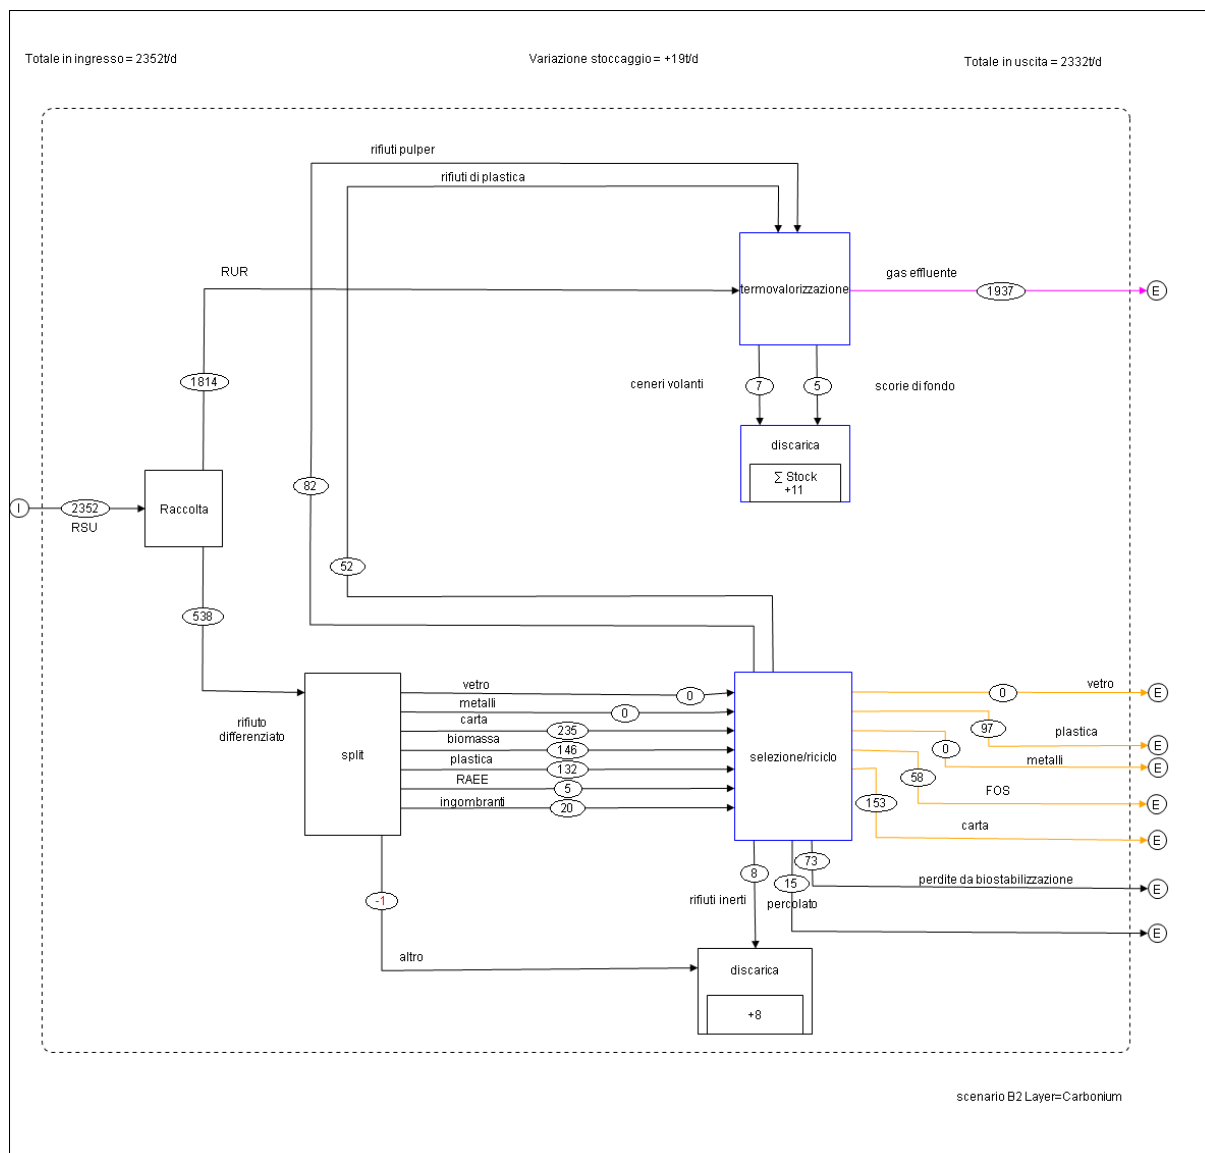 Totale in ingresso = 2352t/d
Variazione stoccaggio = +19t/d
Totale in uscita = 2332t/d
rifiuti pulper
rifiuti di plastica
RUR
termovalorizzazione
gas effluente
1937
E
1814
ceneri volanti
7
5
scorie di fondo
discarica
∑ Stock
+11
82
I
2352
RSU
Raccolta
52
538
rifiuto
differenziato
split
vetro
0
metalli
0
carta
235
biomassa
146
plastica
132
RAEE
5
ingombranti
20
selezione/riciclo
0
vetro
E
97
plastica
E
0
metalli
E
58
FOS
E
153
carta
E
73
perdite da biostabilizzazione
E
8
15
rifiuti inerti
percolato
E
-1
altro
discarica
+8
scenario B2 Layer=Carbonium